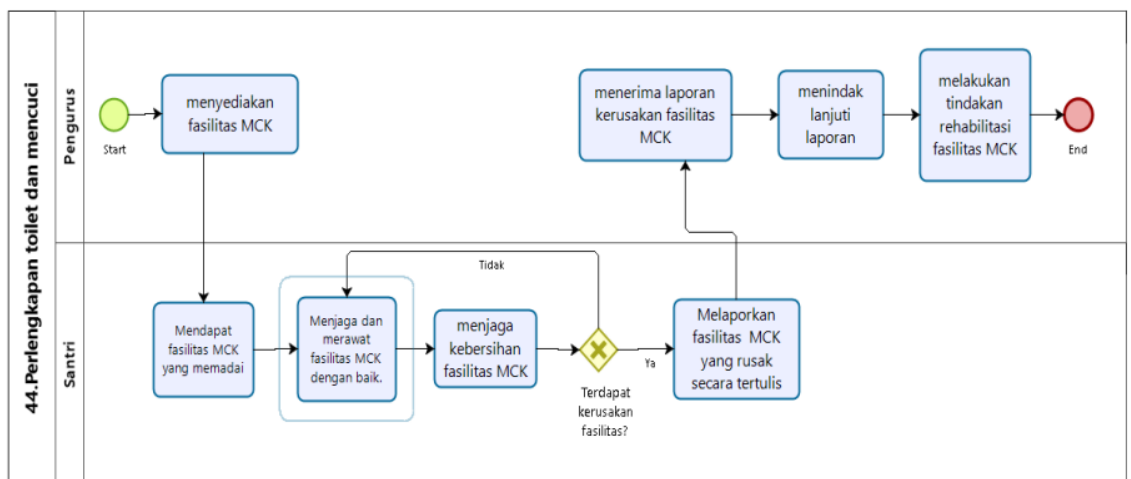 44.Perlengkapan toilet dan mencuci
Pengurus
Start
menyediakan
fasilitas MCK
menerima laporan
kerusakan fasilitas
MCK
menindak
lanjuti
laporan
melakukan
tindakan
rehabilitasi
fasilitas MCK
End
Santri
Mendapat
fasilitas MCK
yang memadai
Menjaga dan
merawat
fasilitas MCK
dengan baik.
menjaga
kebersihan
fasilitas MCK
Tidak
Terdapat
kerusakan
fasilitas?
Ya
Melaporkan
fasilitas MCK
yang rusak
secara tertulis